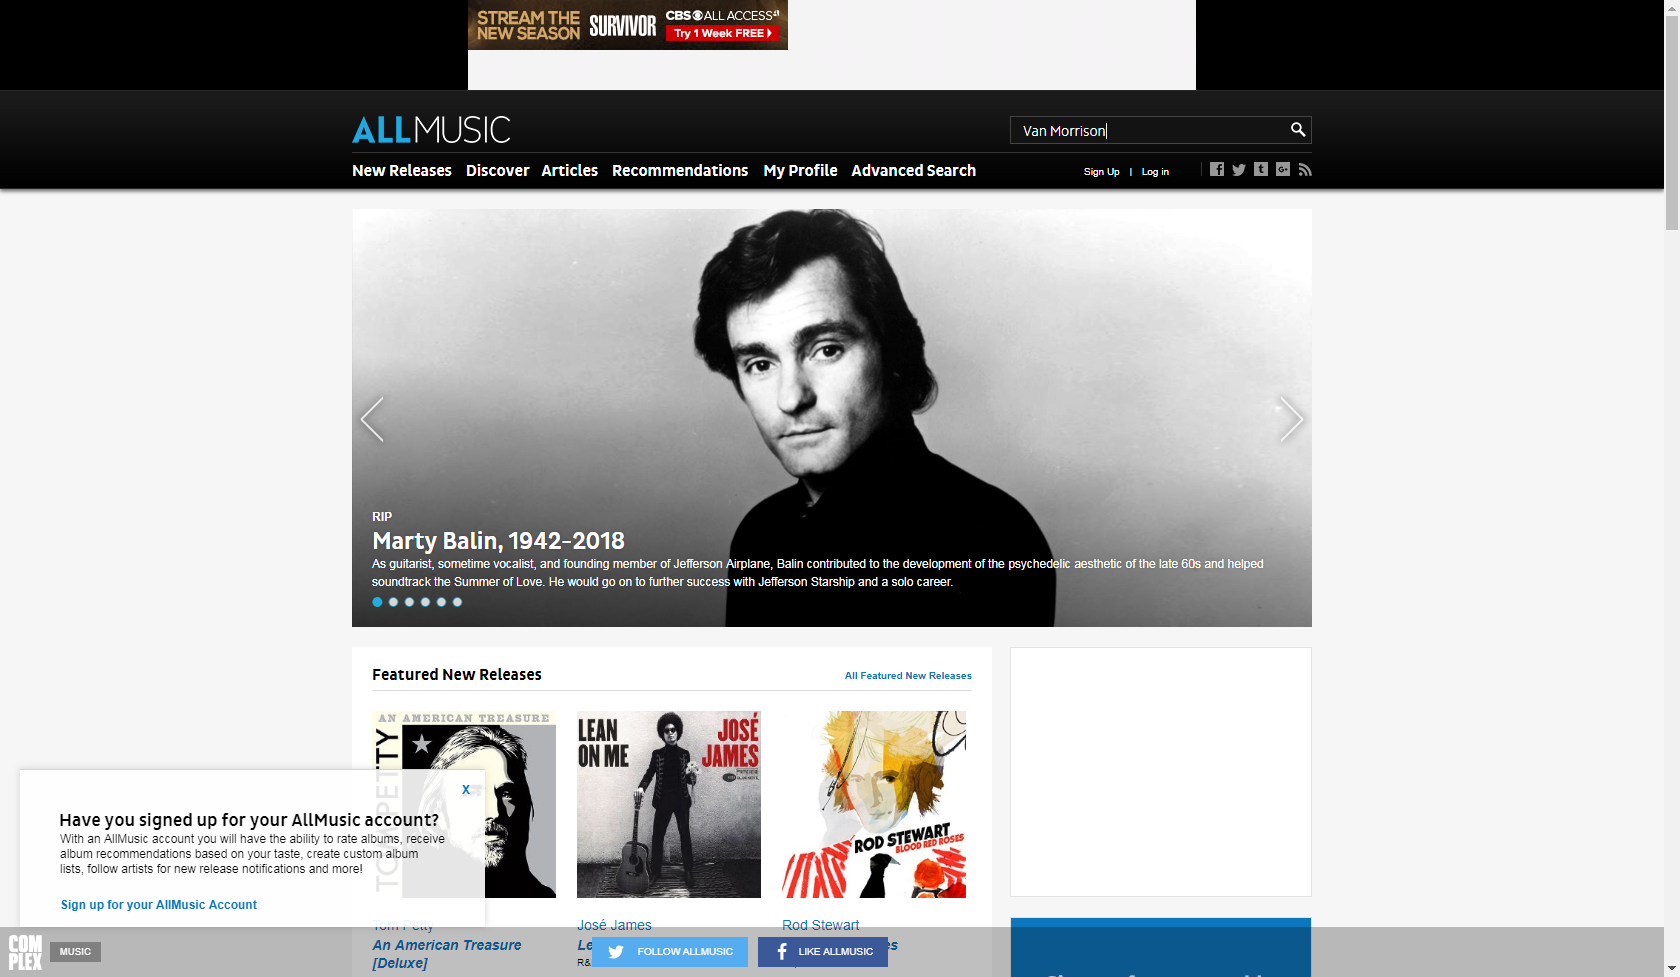 STREAM THE
NEW SEASON
SURVIVOR
CBS ALL ACCESS
Try 1 Week FREE
ALLMUSIC
Van Morrison
New Releases Discover Articles Recommendations My Profile Advanced Search
Sign Up | Log in
RIP
Marty Balin, 1942-2018
As guitarist, sometime vocalist, and founding member of Jefferson Airplane, Balin contributed to the development of the psychedelic aesthetic of the late 60s and helped
soundtrack the Summer of Love. He would go on to further success with Jefferson Starship and a solo career.
Featured New Releases
All Featured New Releases
AN AMERICAN TREASURE
TOM PETTY
LEAN
ON ME
JOSÉ
JAMES
ROD STEWART
BLOOD RED ROSES
X
Have you signed up for your AllMusic account?
With an AllMusic account you will have the ability to rate albums, receive
album recommendations based on your taste, create custom album
lists, follow artists for new release notifications and more!
Sign up for your AllMusic Account
Tom Petty
José James
Rod Stewart
An American Treasure
[Deluxe]
COM
PLEX
MUSIC
FOLLOW ALLMUSIC
LIKE ALLMUSIC